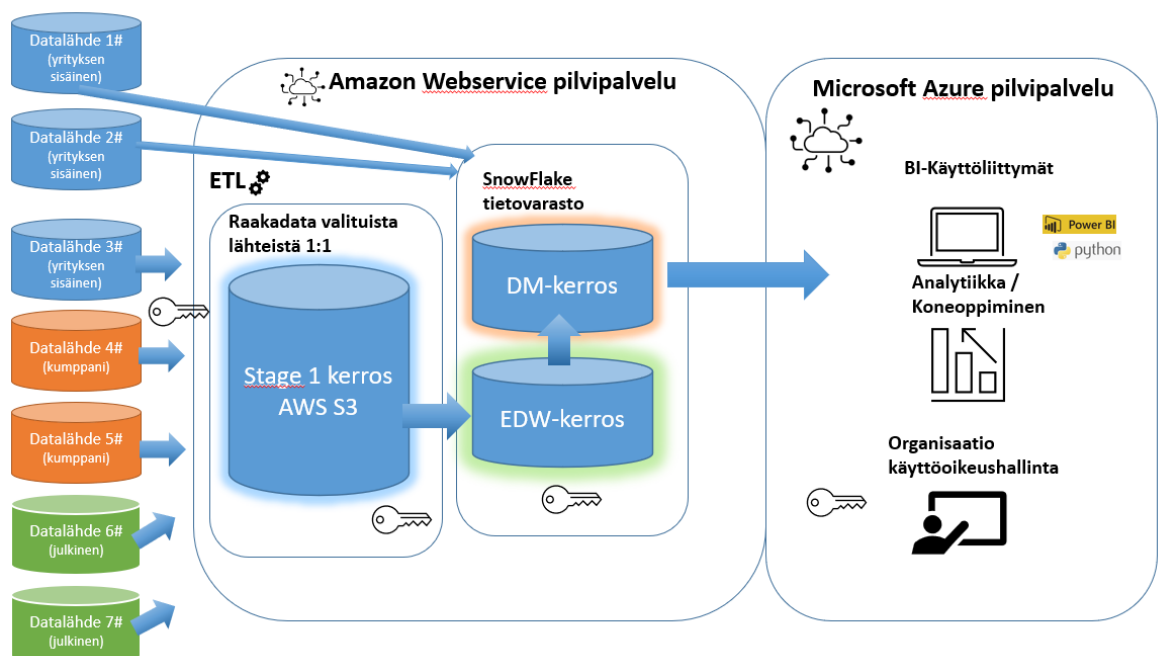 Datalähde 1#
(yrityksen
sisäinen)
Datalähde 2#
(yrityksen
sisäinen)
Datalähde 3#
(yrityksen
sisäinen)
Datalähde 4#
(kumppani)
Datalähde 5#
(kumppani)
Datalähde 6#
(julkinen)
Datalähde 7#
(julkinen)
Amazon Webservice pilvipalvelu
ETL
Raakadata valituista
lähteistä 1:1
Stage 1 kerros
AWS S3
SnowFlake
tietovarasto
DM-kerros
EDW-kerros
Microsoft Azure pilvipalvelu
BI-Käyttöliittymät
Power BI
python
Analytiikka /
Koneoppiminen
Organisaatio
käyttöoikeushallinta